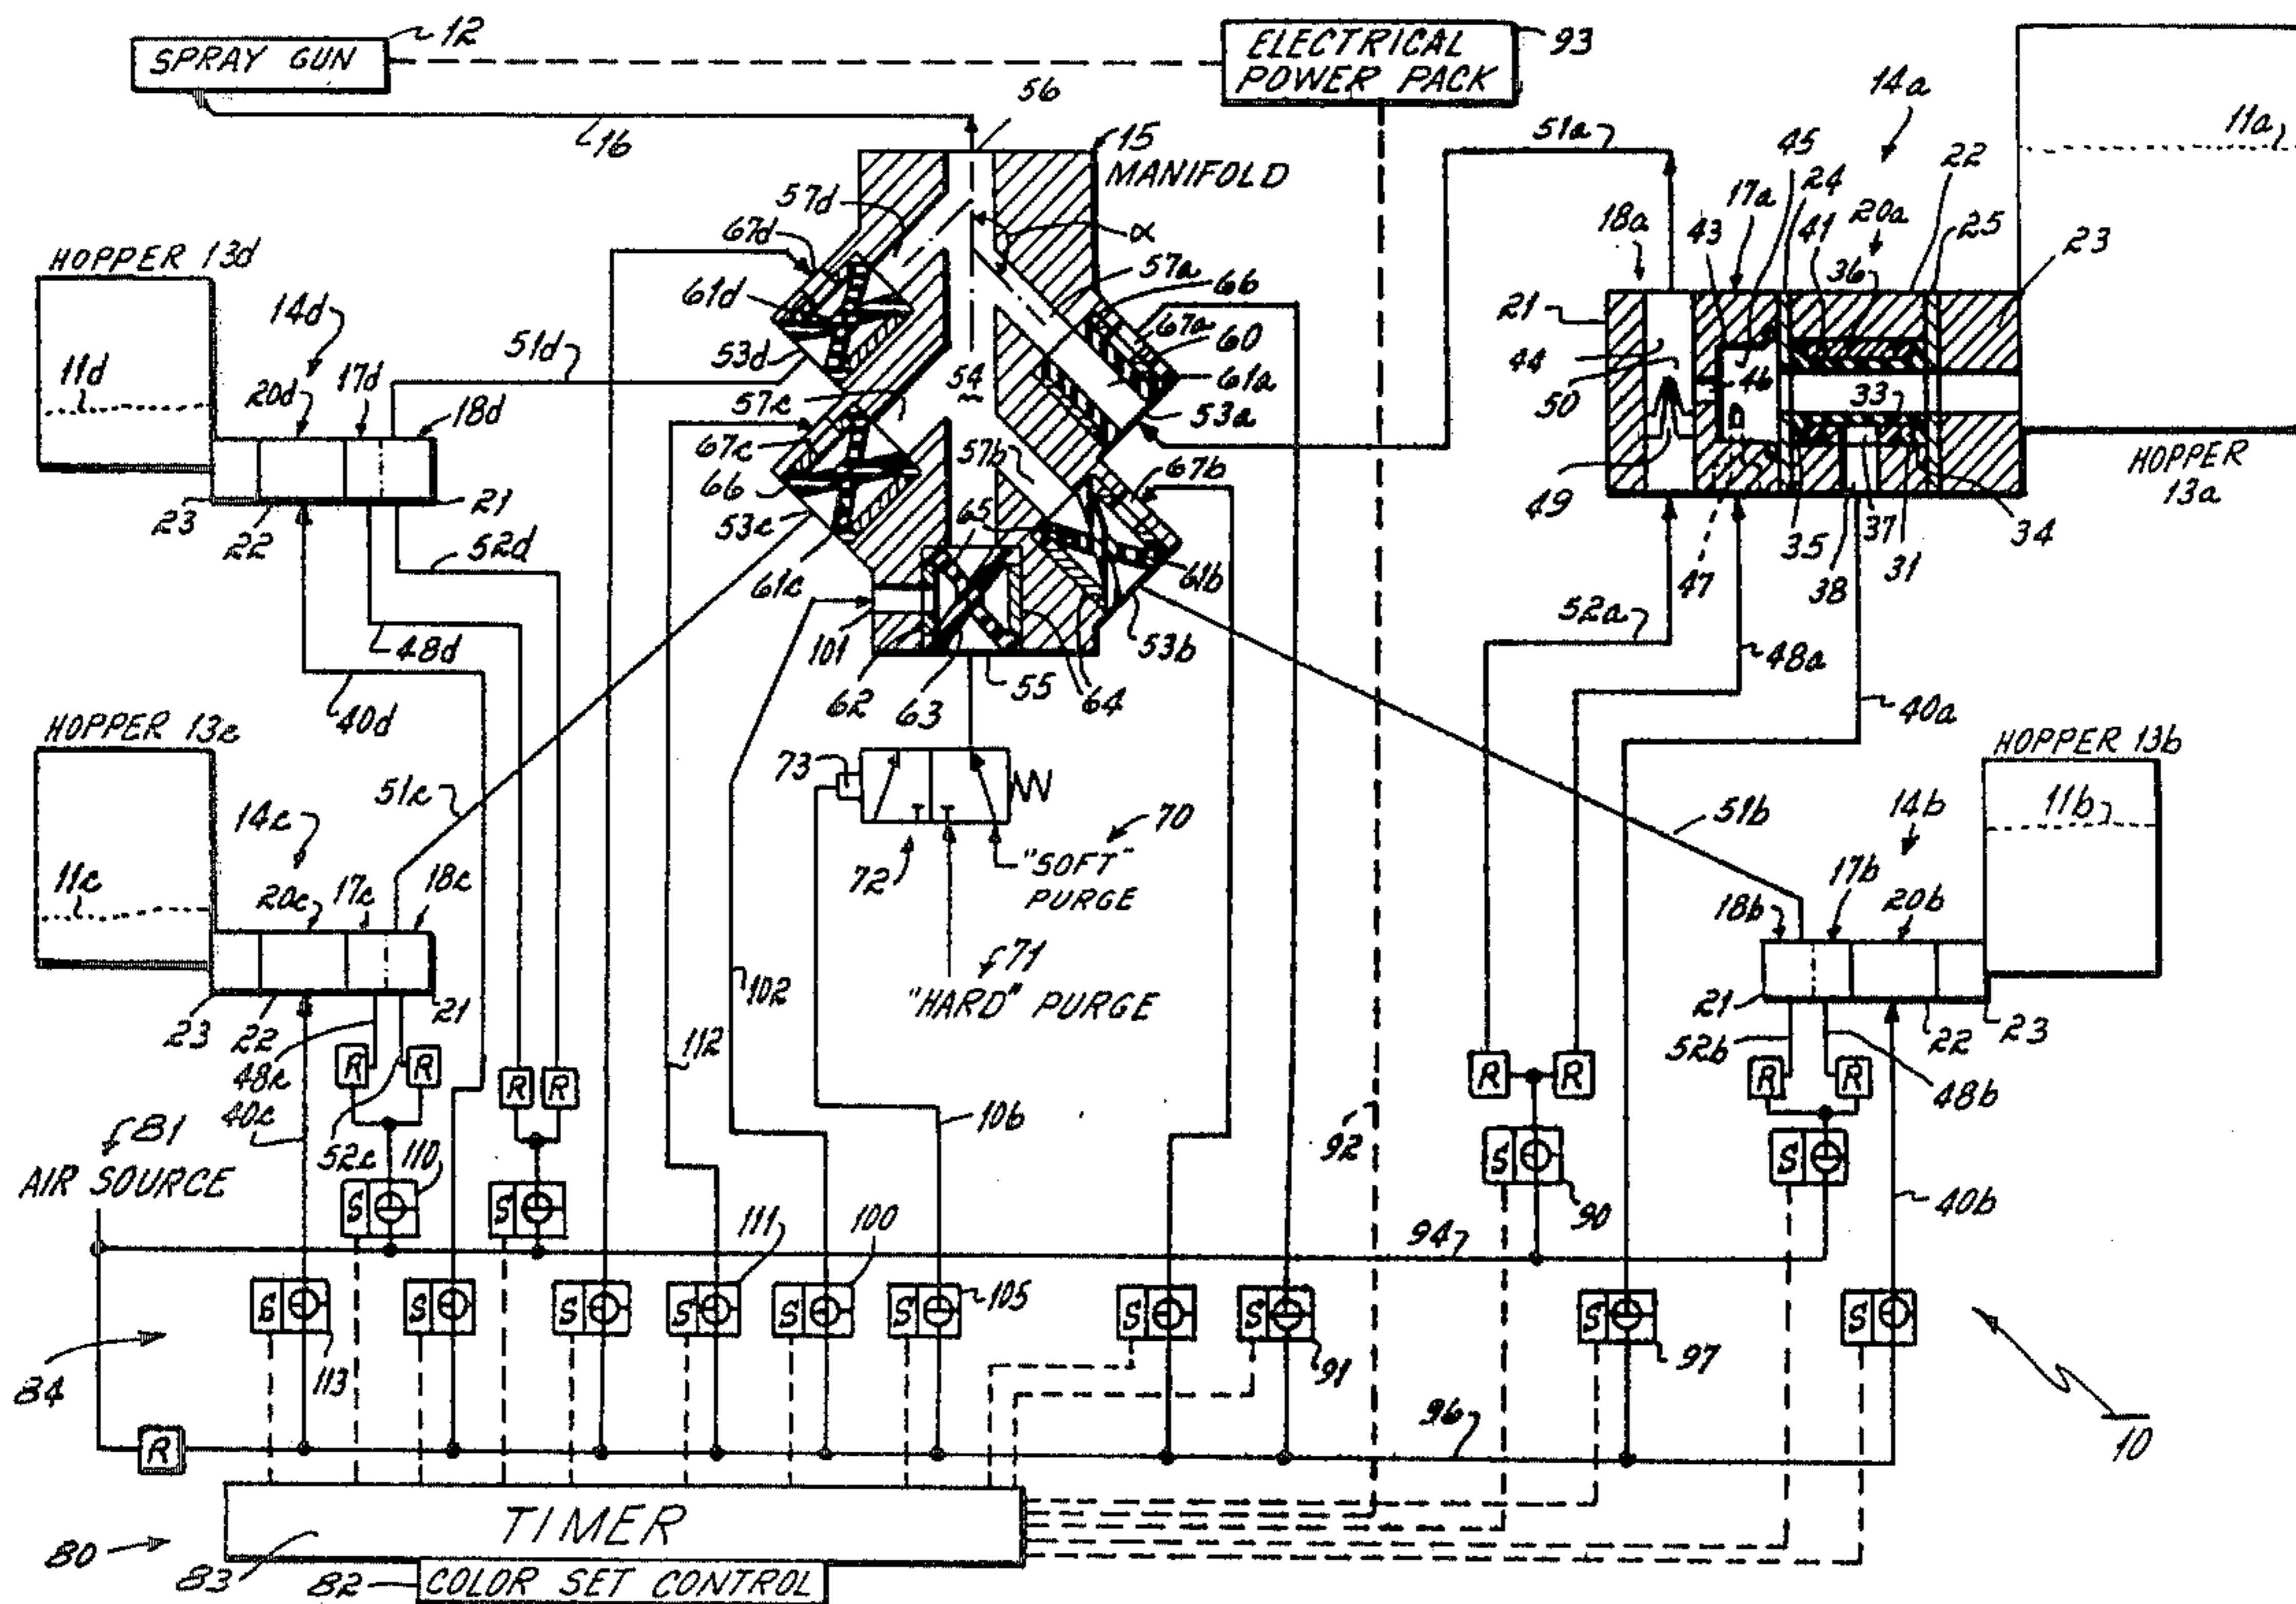 12
SPRAY GUN
ELECTRICAL
POWER PACK
93
16
56
15
MANIFOLD
51a
14a
11a
45
22
24
17a
20a
18a
43
41
36
25
23
57d
67d
α
57a
66
67a
60
61a
53a
HOPPER 13d
14d
11d
20d
17d
18d
51d
61d
53d
57c
54
21
44
50
46
33
49
47
35
37
38
31
34
HOPPER
13a
67c
66
53c
61c
65
57b
67b
61b
53b
23
22
21
52d
48d
40d
101
62
63
55
64
52a
48a
40a
HOPPER 13c
14c
11c
20c
17c
18c
51c
73
72
70
"SOFT"
PURGE
71
"HARD" PURGE
HOPPER 13b
11b
14b
51b
17b
18b
20b
23
22
21
48c
40c
52c
R
R
R
R
110
112
102
106
92
R
R
21
52b
22
23
48b
R
R
81
AIR SOURCE
S
S
S
90
S
40b
94
84
S
113
S
S
S
111
S
100
S
105
S
S
91
S
97
S
R
96
10
TIMER
80
83
82
COLOR SET CONTROL